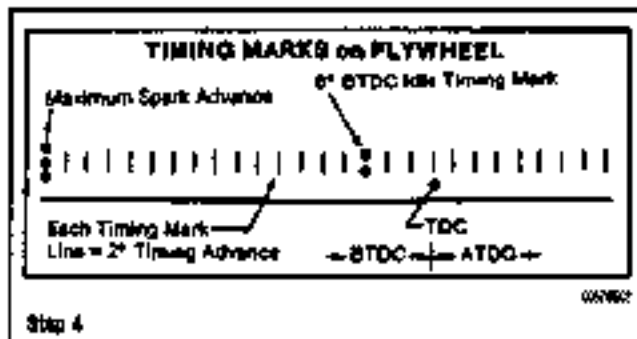 TIMING MARKS on FLYWHEEL
6° BTDC Idle Timing Mark
Maximum Spark Advance
Each Timing Mark
Line = 2° Timing Advance
TDC
BTDC ATDC
Step 4